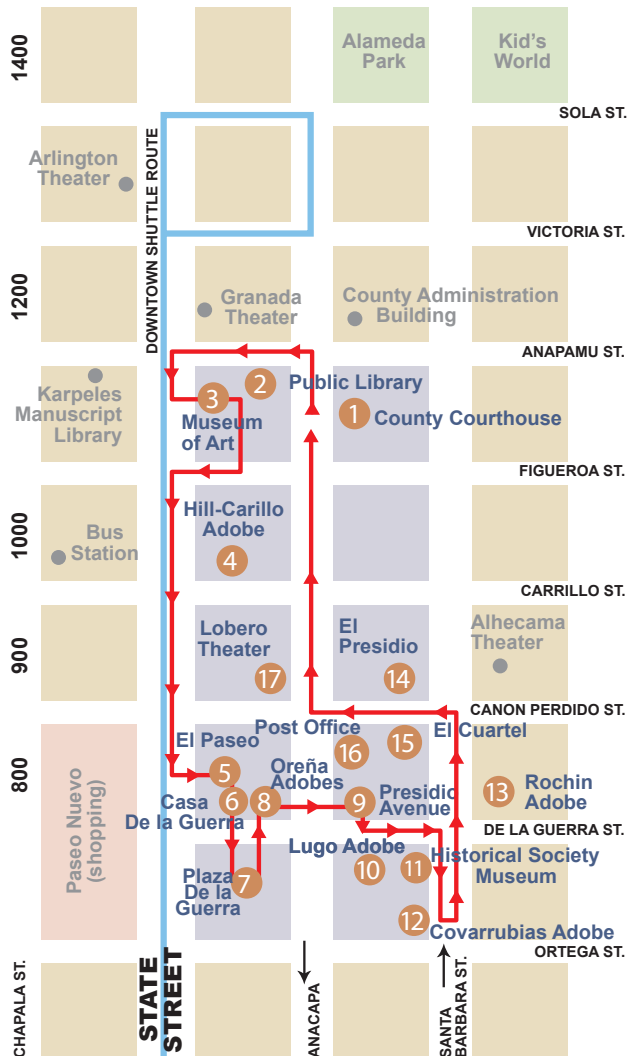 1400
Alameda
Park
Kid's
World
SOLA ST.
DOWNTOWN SHUTTLE ROUTE
Arlington
Theater
VICTORIA ST.
1200
Granada
Theater
County Administration
Building
ANAPAMU ST.
Karpeles
Manuscript
Library
3
2
Public Library
1
County Courthouse
Museum
of Art
FIGUEROA ST.
1000
Bus
Station
Hill-Carillo
Adobe
4
CARRILLO ST.
900
Lobero
Theater
17
El
Presidio
14
Alhecama
Theater
CANON PERDIDO ST.
800
Paseo Nuevo
(shopping)
El Paseo
5
Post Office
16
15
El Cuartel
Oreña
Adobes
6
8
Casa
De la Guerra
9
Presidio
Avenue
13
Rochin
Adobe
DE LA GUERRA ST.
Plaza
De la
Guerra
7
Lugo Adobe
10
11
Historical Society
Museum
12
Covarrubias Adobe
ORTEGA ST.
CHAPALA ST.
STATE
STREET
ANACAPA
SANTA
BARBARA ST.